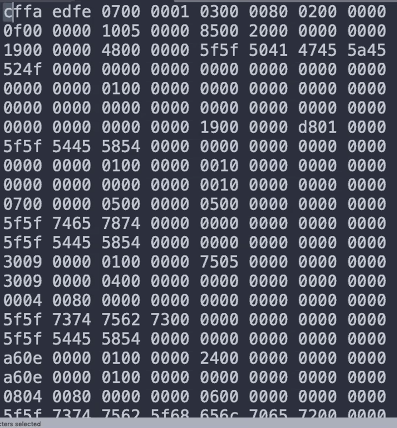 cffa edfe 0700 0001 0300 0080 0200 0000
0f00 0000 1005 0000 8500 2000 0000 0000
1900 0000 4800 0000 5f5f 5041 4745 5a45
524f 0000 0000 0000 0000 0000 0000 0000
0000 0000 0100 0000 0000 0000 0000 0000
0000 0000 0000 0000 0000 0000 0000 0000
0000 0000 0000 0000 1900 0000 d801 0000
5f5f 5445 5854 0000 0000 0000 0000 0000
0000 0000 0100 0000 0010 0000 0000 0000
0000 0000 0000 0000 0010 0000 0000 0000
0700 0000 0500 0000 0500 0000 0000 0000
5f5f 7465 7874 0000 0000 0000 0000 0000
5f5f 5445 5854 0000 0000 0000 0000 0000
3009 0000 0100 0000 7505 0000 0000 0000
3009 0000 0400 0000 0000 0000 0000 0000
0004 0080 0000 0000 0000 0000 0000 0000
5f5f 7374 7562 7300 0000 0000 0000 0000
5f5f 5445 5854 0000 0000 0000 0000 0000
a60e 0000 0100 0000 2400 0000 0000 0000
a60e 0000 0100 0000 0000 0000 0000 0000
0804 0080 0000 0000 0600 0000 0000 0000
5f5f 7374 7562 5f68 656c 7065 7200 0000
cters selected